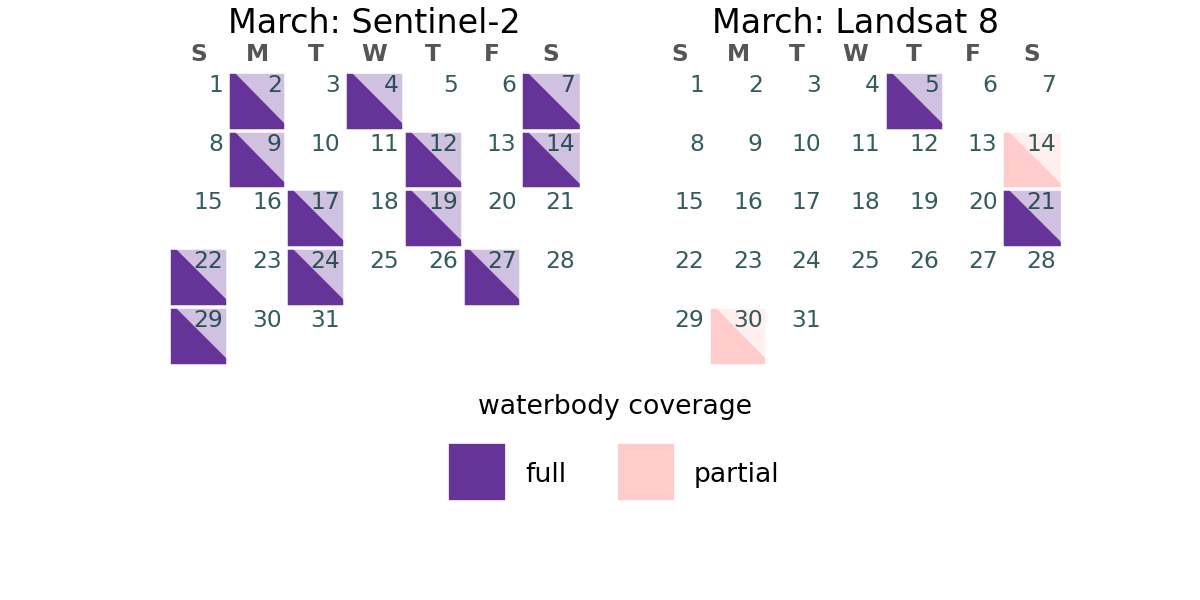 March: Sentinel-2
S M T W T F S
1 2 3 4 5 6 7
8 9 10 11 12 13 14
15 16 17 18 19 20 21
22 23 24 25 26 27 28
29 30 31
March: Landsat 8
S M T W T F S
1 2 3 4 5 6 7
8 9 10 11 12 13 14
15 16 17 18 19 20 21
22 23 24 25 26 27 28
29 30 31
waterbody coverage
full
partial